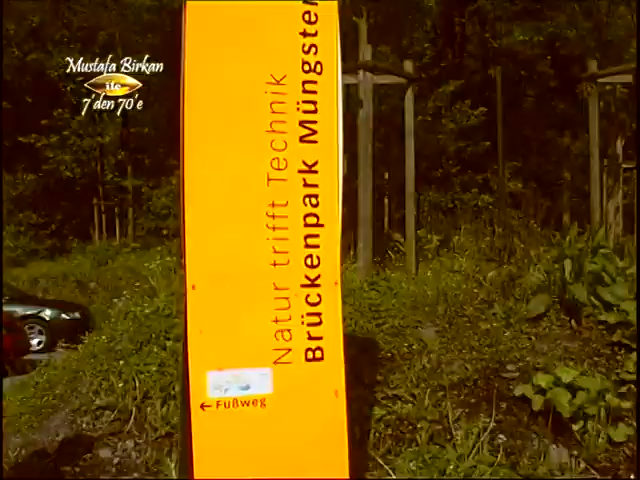 Mustafa Birkan
ile
7'den 70'e
Natur trifft Technik
Brückenpark Müngsten
← Fußweg